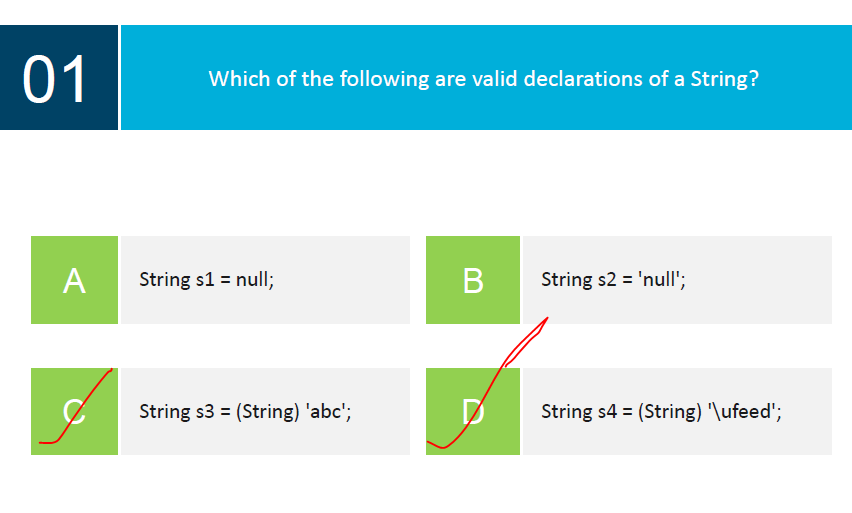 01
Which of the following are valid declarations of a String?
A
String s1 = null;
B
String s2 = 'null';
C
String s3 = (String) 'abc';
D
String s4 = (String) '\ufeed';